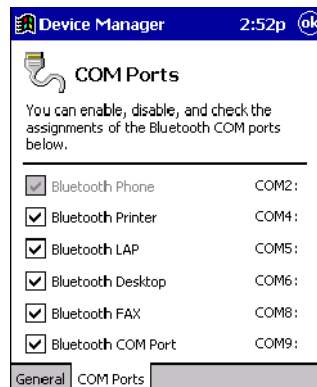 Device Manager 2:52p ok
COM Ports
You can enable, disable, and check the
assignments of the Bluetooth COM ports
below.
Bluetooth Phone COM2:
Bluetooth Printer COM4:
Bluetooth LAP COM5:
Bluetooth Desktop COM6:
Bluetooth FAX COM8:
Bluetooth COM Port COM9:
General COM Ports